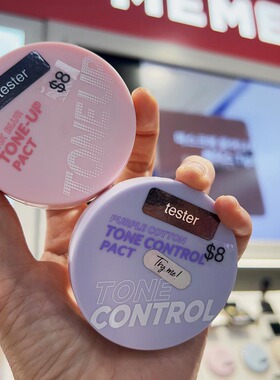 MEME
tester
$8
TONE-UP
PACT
TONEUP
tester
PURPLE COTTON
TONE CONTROL
PACT
$8
Try me!
TONE
CONTROL